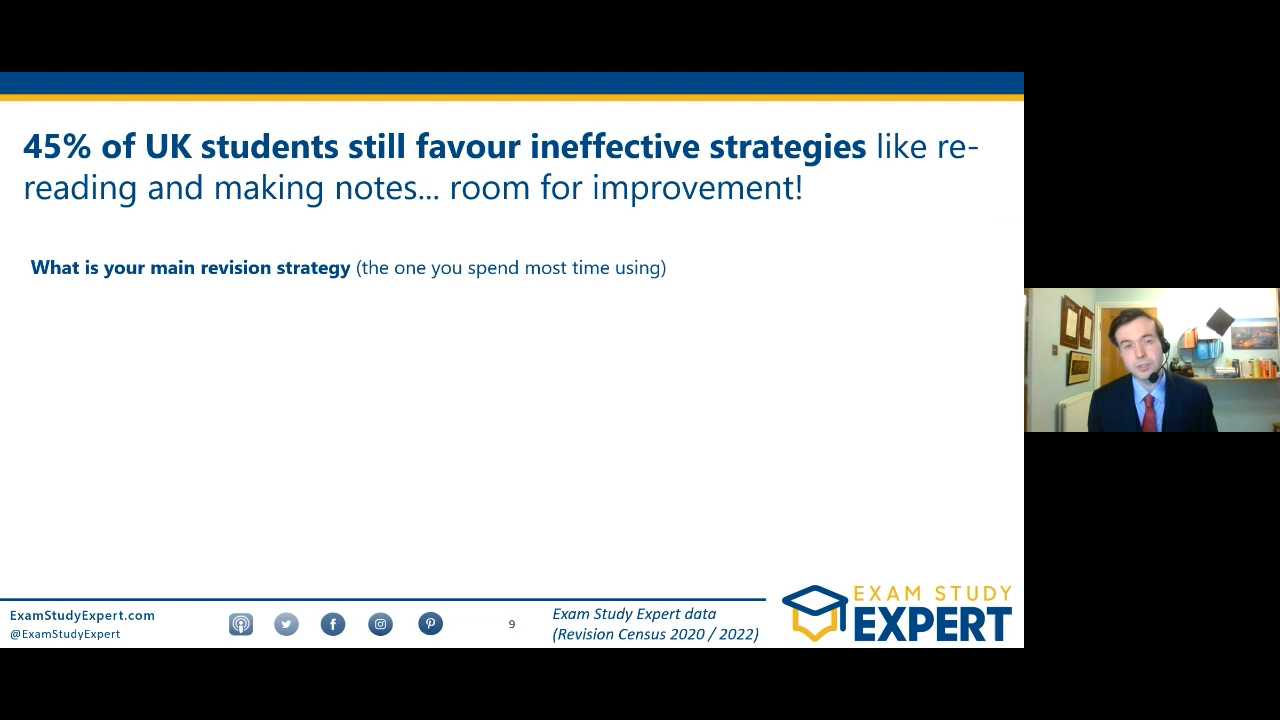 45% of UK students still favour ineffective strategies like re-
reading and making notes... room for improvement!
What is your main revision strategy (the one you spend most time using)
ExamStudyExpert.com
@ExamStudyExpert
9
Exam Study Expert data
(Revision Census 2020 / 2022)
EXAM STUDY
EXPERT